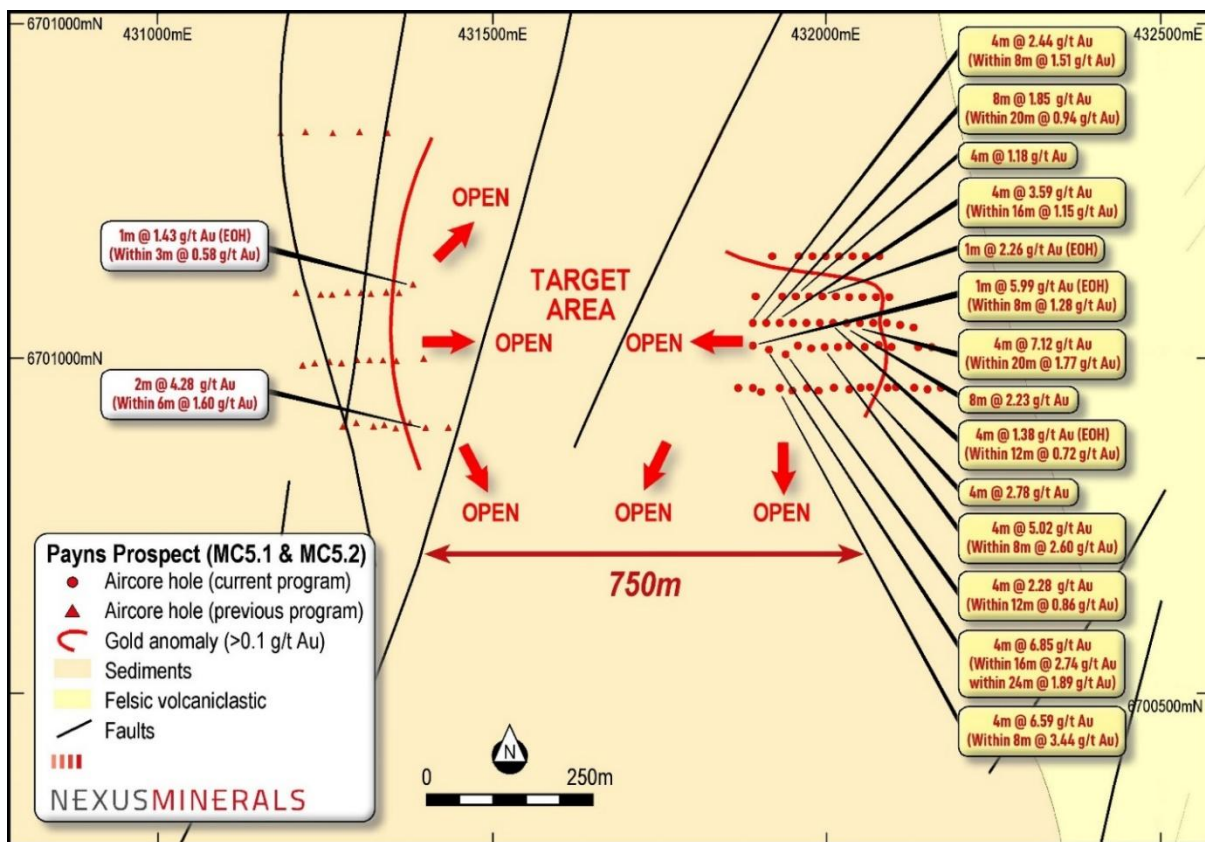 6701000mN
431000mE
431500mE
432000mE
432500mE
4m @ 2.44 g/t Au
(Within 8m @ 1.51 g/t Au)
8m @ 1.85 g/t Au
(Within 20m @ 0.94 g/t Au)
4m @ 1.18 g/t Au
4m @ 3.59 g/t Au
(Within 16m @ 1.15 g/t Au)
1m @ 2.26 g/t Au (EOH)
1m @ 5.99 g/t Au (EOH)
(Within 8m @ 1.28 g/t Au)
4m @ 7.12 g/t Au
(Within 20m @ 1.77 g/t Au)
8m @ 2.23 g/t Au
4m @ 1.38 g/t Au (EOH)
(Within 12m @ 0.72 g/t Au)
4m @ 2.78 g/t Au
4m @ 5.02 g/t Au
(Within 8m @ 2.60 g/t Au)
4m @ 2.28 g/t Au
(Within 12m @ 0.86 g/t Au)
4m @ 6.85 g/t Au
(Within 16m @ 2.74 g/t Au
within 24m @ 1.89 g/t Au)
4m @ 6.59 g/t Au
(Within 8m @ 3.44 g/t Au)
OPEN
1m @ 1.43 g/t Au (EOH)
(Within 3m @ 0.58 g/t Au)
TARGET
AREA
OPEN
OPEN
6701000mN
2m @ 4.28 g/t Au
(Within 6m @ 1.60 g/t Au)
OPEN
OPEN
OPEN
750m
6700500mN
Payns Prospect (MC5.1 & MC5.2)
Aircore hole (current program)
Aircore hole (previous program)
Gold anomaly (>0.1 g/t Au)
Sediments
Felsic volcaniclastic
Faults
NEXUSMINERALS
N
0
250m